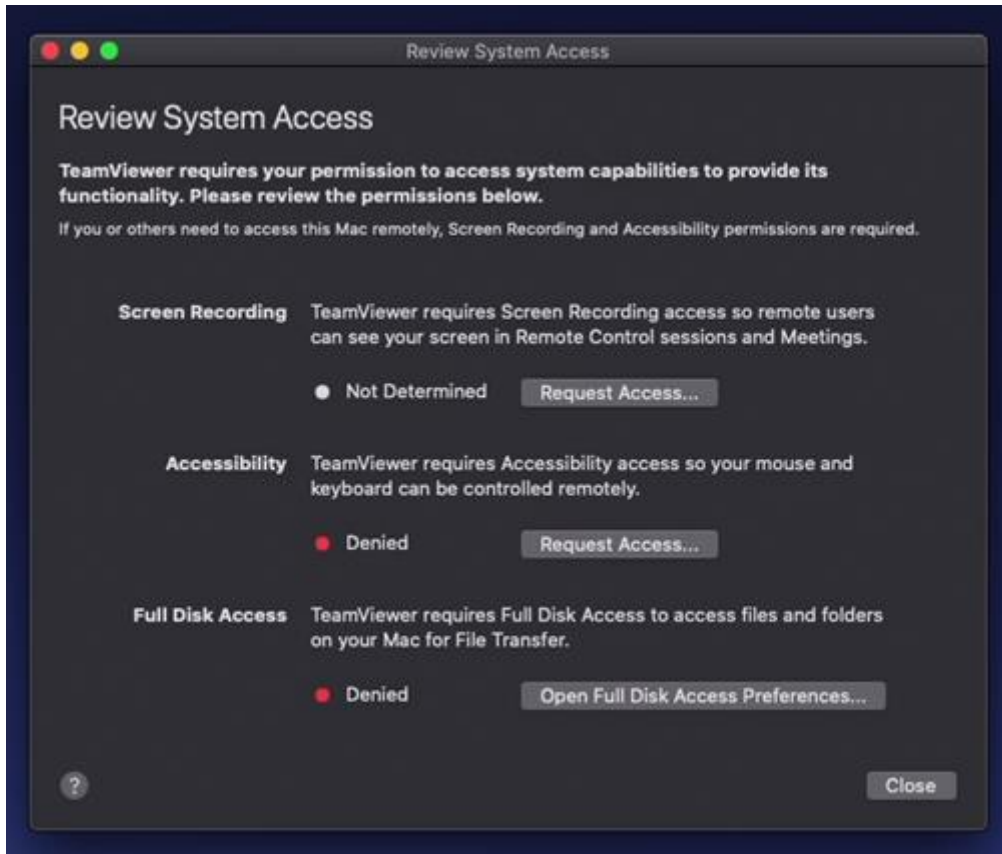 Review System Access
Review System Access
TeamViewer requires your permission to access system capabilities to provide its
functionality. Please review the permissions below.
If you or others need to access this Mac remotely, Screen Recording and Accessibility permissions are required.
Screen Recording
TeamViewer requires Screen Recording access so remote users
can see your screen in Remote Control sessions and Meetings.
Not Determined
Request Access...
Accessibility
TeamViewer requires Accessibility access so your mouse and
keyboard can be controlled remotely.
Denied
Request Access...
Full Disk Access
TeamViewer requires Full Disk Access to access files and folders
on your Mac for File Transfer.
Denied
Open Full Disk Access Preferences...
?
Close